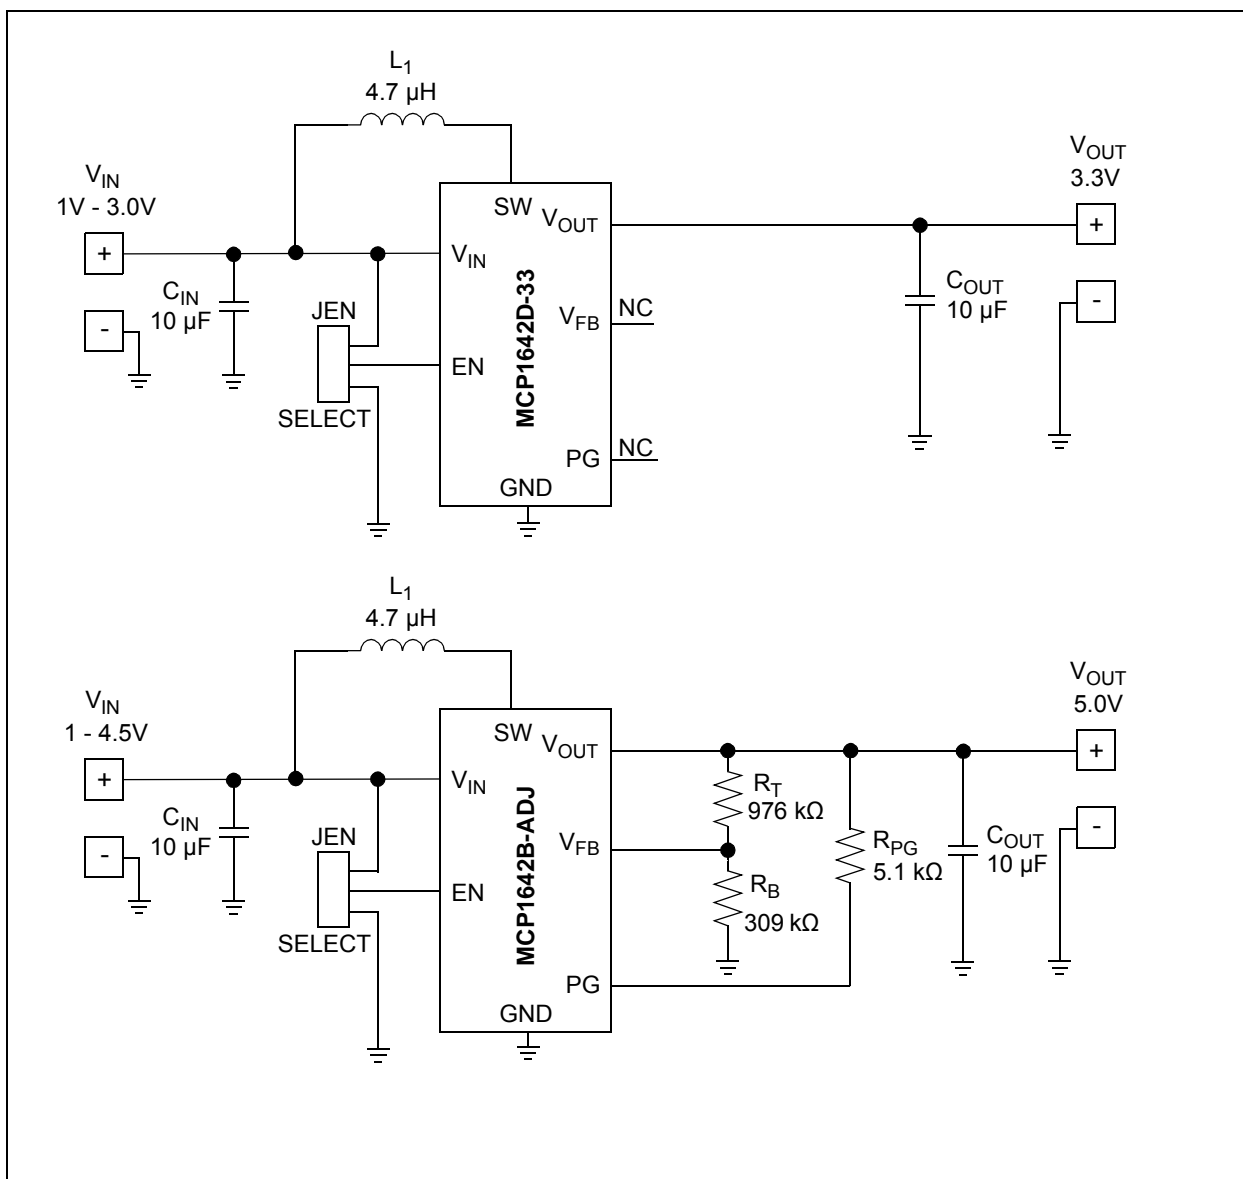 L1
4.7 µH
VIN
1V - 3.0V
+
-
CIN
10 µF
JEN
SELECT
SW
VOUT
VIN
VFB
NC
EN
PG
NC
GND
MCP1642D-33
COUT
10 µF
VOUT
3.3V
+
-
L1
4.7 µH
VIN
1 - 4.5V
+
-
CIN
10 µF
JEN
SELECT
SW
VOUT
VIN
VFB
EN
PG
GND
MCP1642B-ADJ
RT
976 kΩ
RB
309 kΩ
RPG
5.1 kΩ
COUT
10 µF
VOUT
5.0V
+
-